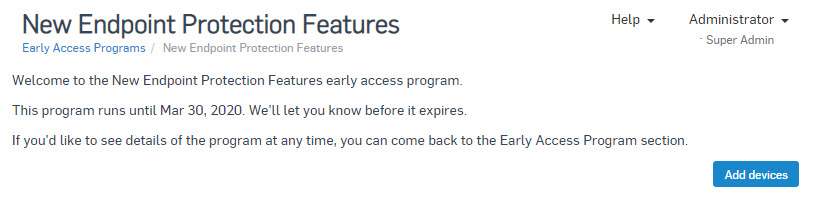 New Endpoint Protection Features
Help
Administrator
Early Access Programs / New Endpoint Protection Features
- Super Admin
Welcome to the New Endpoint Protection Features early access program.
This program runs until Mar 30, 2020. We'll let you know before it expires.
If you'd like to see details of the program at any time, you can come back to the Early Access Program section.
Add devices